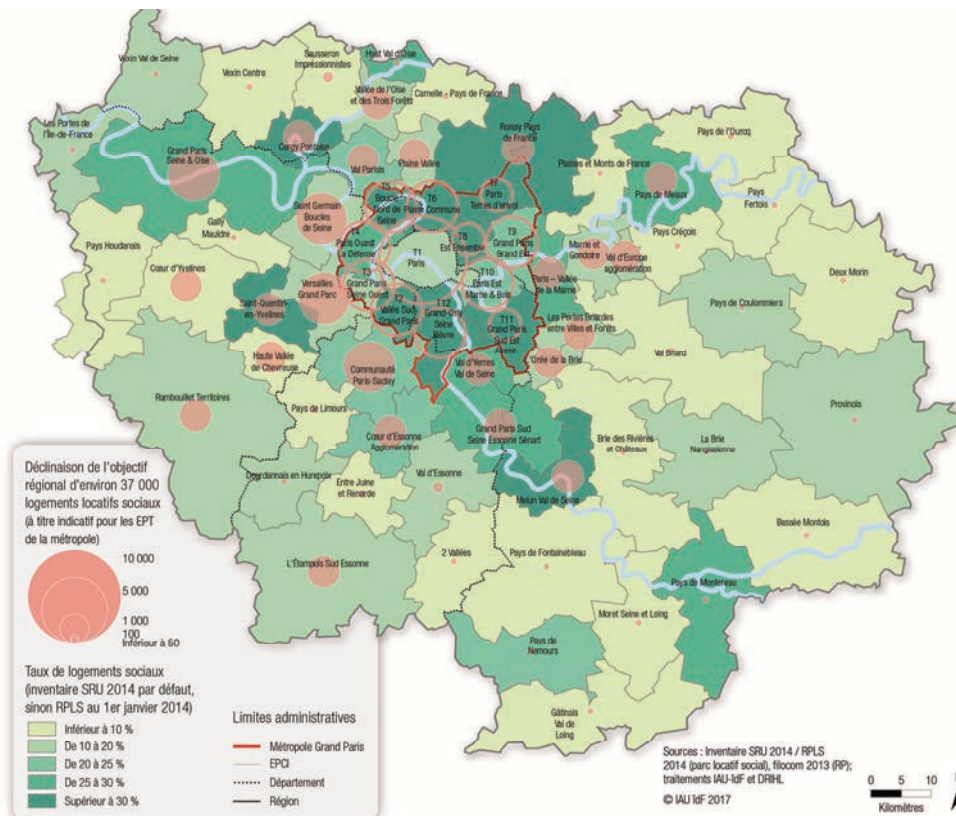 Vexin Val de Seine
Vexin Centre
Sausseron
Impressionnistes
Haut Val d'Oise
Vallée de l'Oise
et des Trois Forêts
Carnelle - Pays de France
Les Portes de
l'Île-de-France
Grand Paris
Seine & Oise
Cergy Pontoise
Val Parisis
Plaine Vallée
Roissy Pays
de France
Plaines et Monts de France
Pays de l'Ourcq
Pays de Meaux
Pays
Fertois
Saint Germain
Boucles
de Seine
T5
Boucle
Nord de
Seine
T6
Plaine Commune
T7
Paris
Terres d'envol
Gally
Mauldre
Pays Houdanais
T4
Paris Ouest
La Défense
T8
Est Ensemble
T9
Grand Paris
Grand Est
Marne et
Gondoire
Val d'Europe
agglomération
Pays Créçois
Deux Morin
T1
Paris
Cœur d'Yvelines
Versailles
Grand Parc
T3
Grand Paris
Seine Ouest
T10
Paris Est
Marne & Bois
Paris – Vallée
de la Marne
Pays de Coulommiers
Saint-Quentin-
en-Yvelines
T2
Vallée Sud
Grand Paris
T12
Grand-Orly
Seine
Bièvre
T11
Grand Paris
Sud Est
Avenir
Les Portes Briardes
entre Villes et Forêts
Haute Vallée
de Chevreuse
Communauté
Paris-Saclay
Val d'Yerres
Val de Seine
L'Orée de la Brie
Val Briard
Rambouillet Territoires
Pays de Limours
Provinois
Cœur d'Essonne
Agglomération
Grand Paris Sud
Seine Essonne Sénart
Brie des Rivières
et Châteaux
La Brie
Nangissienne
Dourdannais en Hurepoix
Entre Juine
et Renarde
Val d'Essonne
Melun Val de Seine
Bassée Montois
L'Étampois Sud Essonne
2 Vallées
Pays de Fontainebleau
Pays de Montereau
Moret Seine et Loing
Pays de
Nemours
Gâtinais
Val de
Loing
Déclinaison de l'objectif
régional d'environ 37 000
logements locatifs sociaux
(à titre indicatif pour les EPT
de la métropole)
10 000
5 000
1 000
100
Inférieur à 50
Taux de logements sociaux
(inventaire SRU 2014 par défaut,
sinon RPLS au 1er janvier 2014)
Inférieur à 10 %
De 10 à 20 %
De 20 à 25 %
De 25 à 30 %
Supérieur à 30 %
Limites administratives
Métropole Grand Paris
EPCI
Département
Région
Sources : Inventaire SRU 2014 / RPLS
2014 (parc locatif social), filocom 2013 (RP);
traitements IAU-îdF et DRIHL
© IAU îdF 2017
0 5 10
Kilomètres